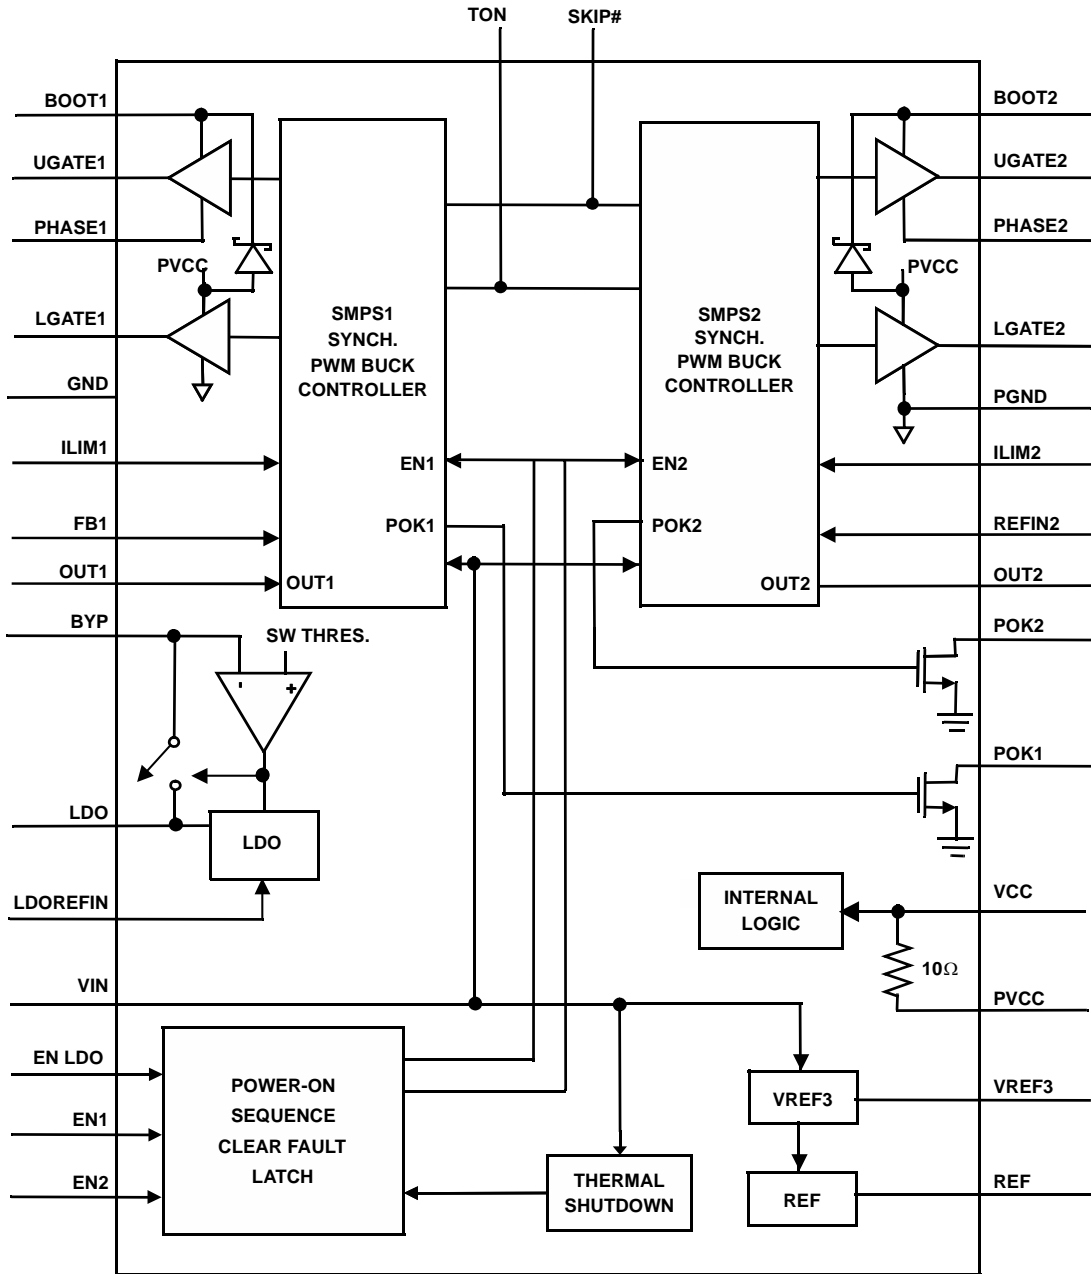 TON
SKIP#
BOOT1
UGATE1
PHASE1
PVCC
LGATE1
GND
ILIM1
FB1
OUT1
BYP
LDO
LDOREFIN
VIN
EN LDO
EN1
EN2
SMPS1
SYNCH.
PWM BUCK
CONTROLLER
EN1
POK1
OUT1
SW THRES.
-
+
LDO
POWER-ON
SEQUENCE
CLEAR FAULT
LATCH
THERMAL
SHUTDOWN
SMPS2
SYNCH.
PWM BUCK
CONTROLLER
EN2
POK2
OUT2
INTERNAL
LOGIC
10Ω
VREF3
REF
BOOT2
UGATE2
PHASE2
PVCC
LGATE2
PGND
ILIM2
REFIN2
OUT2
POK2
POK1
VCC
PVCC
VREF3
REF